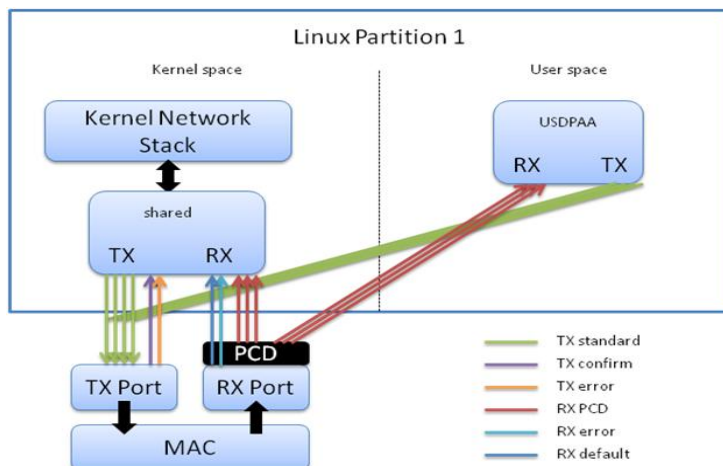 Linux Partition 1
Kernel space
User space
Kernel Network
Stack
USDPAA
RX TX
shared
TX RX
PCD
TX Port
RX Port
MAC
TX standard
TX confirm
TX error
RX PCD
RX error
RX default